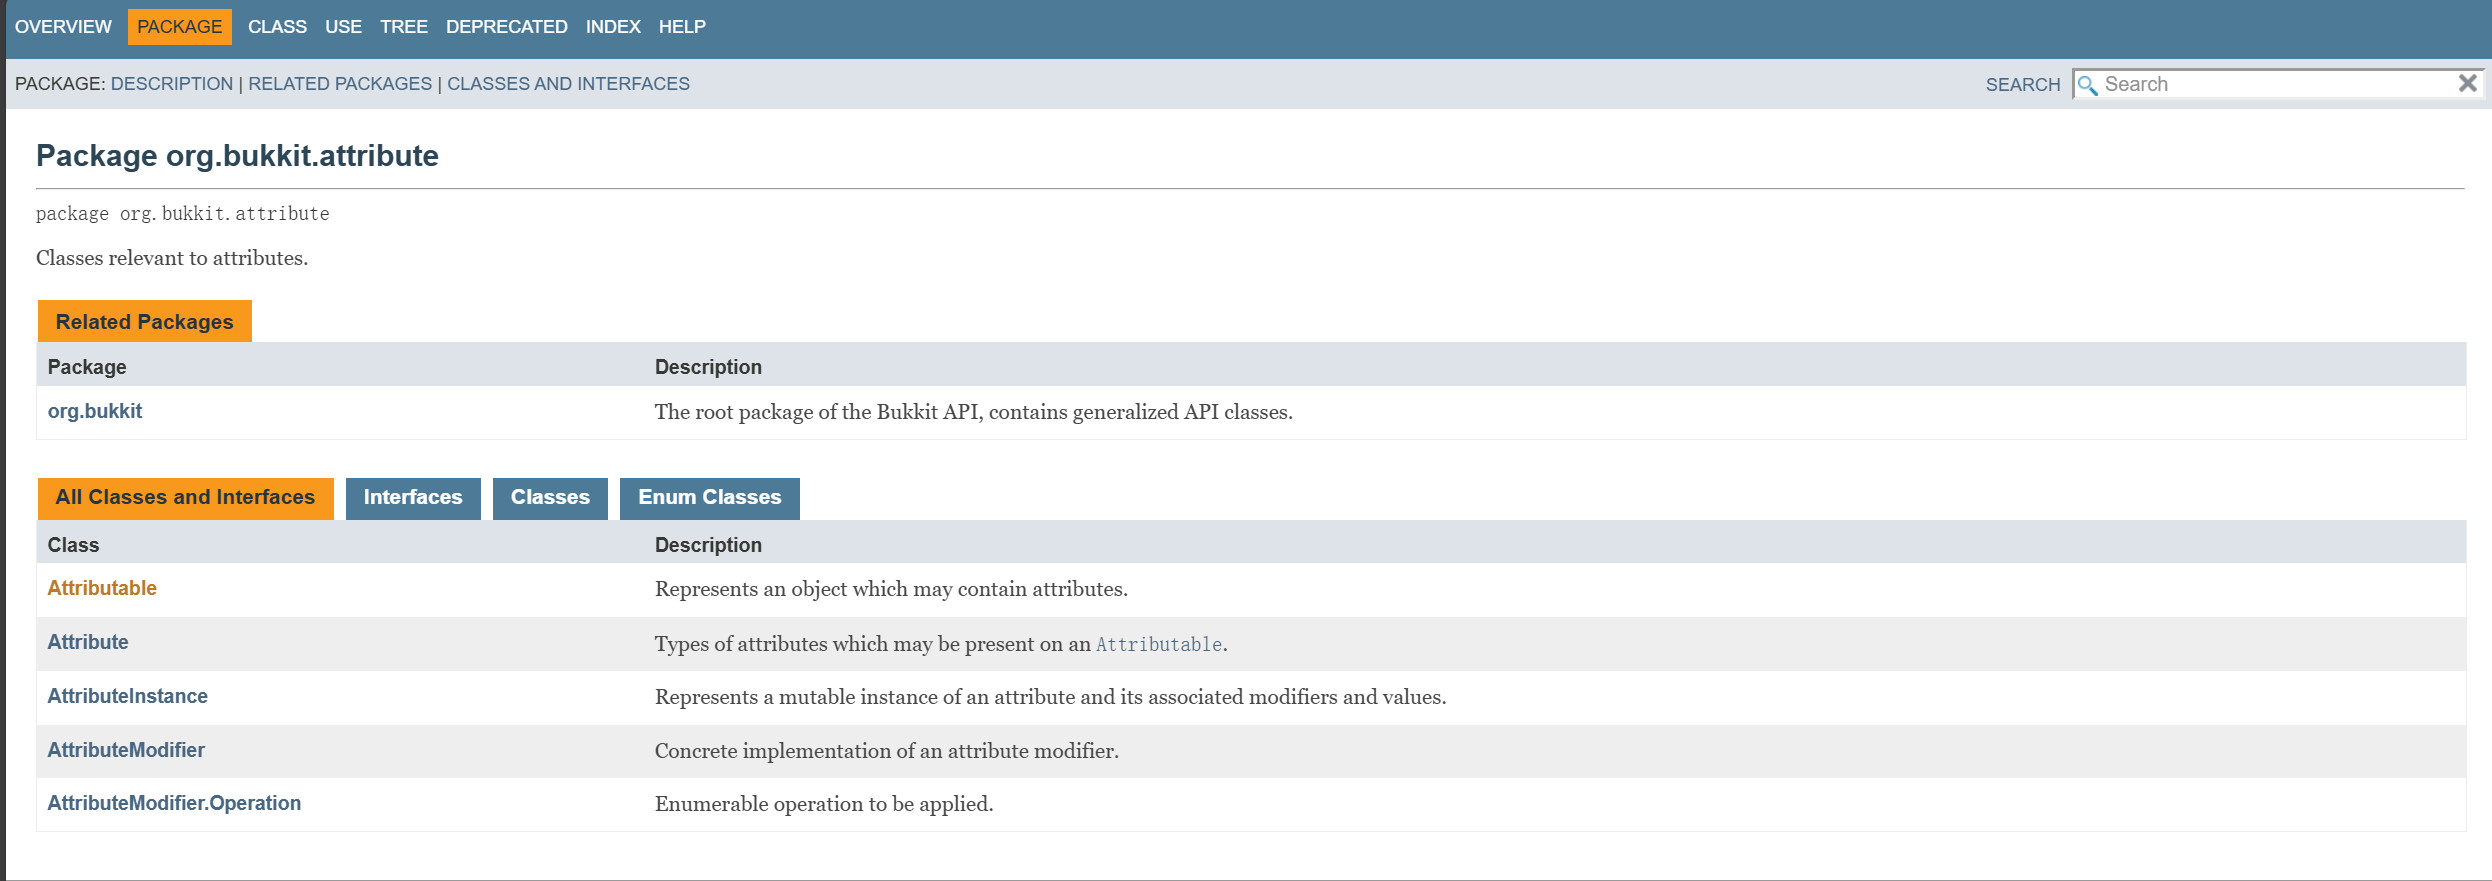 OVERVIEW PACKAGE CLASS USE TREE DEPRECATED INDEX HELP
PACKAGE: DESCRIPTION | RELATED PACKAGES | CLASSES AND INTERFACES SEARCH Search
Package org.bukkit.attribute
package org.bukkit.attribute
Classes relevant to attributes.
Related Packages
Package Description
org.bukkit The root package of the Bukkit API, contains generalized API classes.
All Classes and Interfaces Interfaces Classes Enum Classes
Class Description
Attributable Represents an object which may contain attributes.
Attribute Types of attributes which may be present on an Attributable.
AttributeInstance Represents a mutable instance of an attribute and its associated modifiers and values.
AttributeModifier Concrete implementation of an attribute modifier.
AttributeModifier.Operation Enumerable operation to be applied.